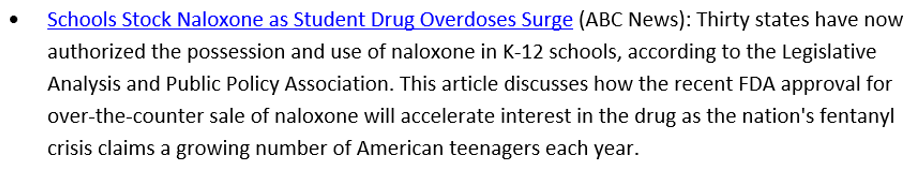 • Schools Stock Naloxone as Student Drug Overdoses Surge (ABC News): Thirty states have now
authorized the possession and use of naloxone in K-12 schools, according to the Legislative
Analysis and Public Policy Association. This article discusses how the recent FDA approval for
over-the-counter sale of naloxone will accelerate interest in the drug as the nation's fentanyl
crisis claims a growing number of American teenagers each year.